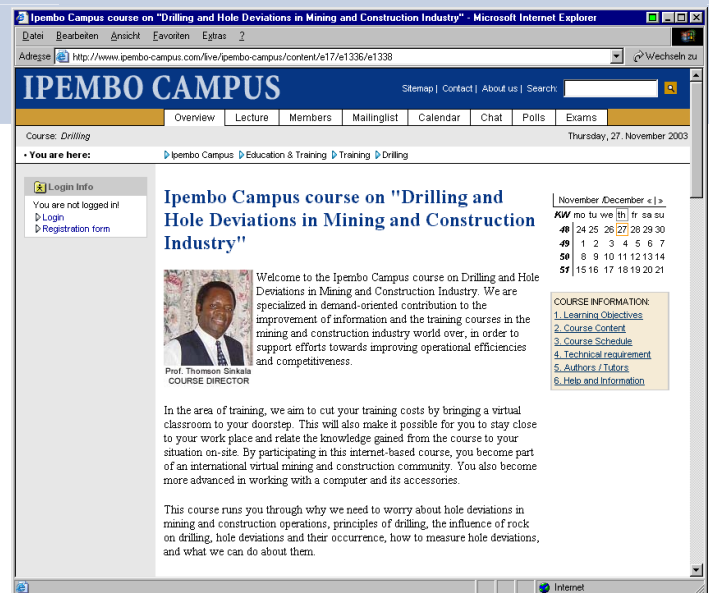 Ipembo Campus course on "Drilling and Hole Deviations in Mining and Construction Industry" - Microsoft Internet Explorer
Datei Bearbeiten Ansicht Favoriten Extras ?
Adresse http://www.ipembo-campus.com/live/ipembo-campus/content/e17/e1336/e1338 Wechseln zu
IPEMBO CAMPUS
Sitemap | Contact | About us | Search:
Overview Lecture Members Mailinglist Calendar Chat Polls Exams
Course: Drilling Thursday, 27. November 2003
• You are here: Ipembo Campus Education & Training Training Drilling
Login Info
You are not logged in!
Login
Registration form
Ipembo Campus course on "Drilling and
Hole Deviations in Mining and Construction
Industry"
Welcome to the Ipembo Campus course on Drilling and Hole
Deviations in Mining and Construction Industry. We are
specialized in demand-oriented contribution to the
improvement of information and the training courses in the
mining and construction industry world over, in order to
support efforts towards improving operational efficiencies
and competitiveness.
Prof. Thomson Sinkala
COURSE DIRECTOR
In the area of training, we aim to cut your training costs by bringing a virtual
classroom to your doorstep. This will also make it possible for you to stay close
to your work place and relate the knowledge gained from the course to your
situation on-site. By participating in this internet-based course, you become part
of an international virtual mining and construction community. You also become
more advanced in working with a computer and its accessories.
This course runs you through why we need to worry about hole deviations in
mining and construction operations, principles of drilling, the influence of rock
on drilling, hole deviations and their occurrence, how to measure hole deviations,
and what we can do about them.
November /December « | »
KW mo tu we th fr sa su
48 24 25 26 27 28 29 30
49 1 2 3 4 5 6 7
50 8 9 10 11 12 13 14
51 15 16 17 18 19 20 21
COURSE INFORMATION:
1. Learning Objectives
2. Course Content
3. Course Schedule
4. Technical requirement
5. Authors / Tutors
6. Help and Information
Internet